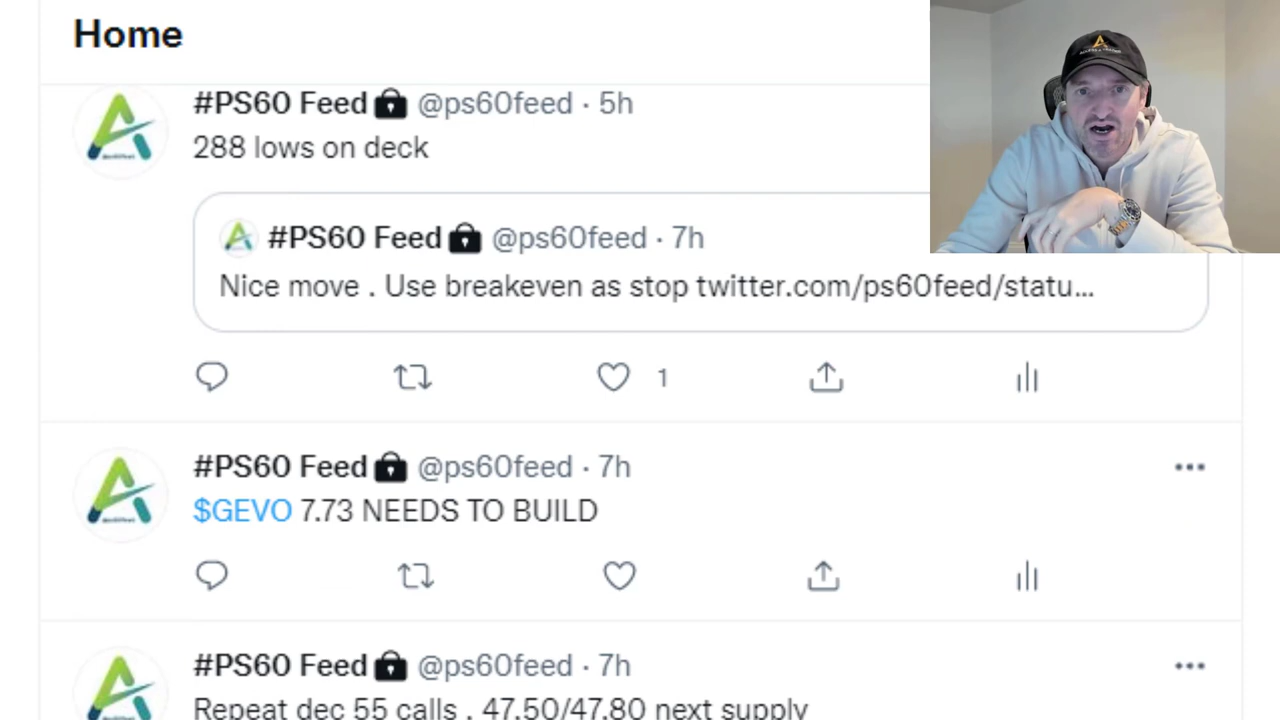 Home
#PS60 Feed @ps60feed · 5h
288 lows on deck
#PS60 Feed @ps60feed · 7h
Nice move . Use breakeven as stop twitter.com/ps60feed/statu...
1
#PS60 Feed @ps60feed · 7h
$GEVO 7.73 NEEDS TO BUILD
#PS60 Feed @ps60feed · 7h
Repeat dec 55 calls . 47.50/47.80 next supply